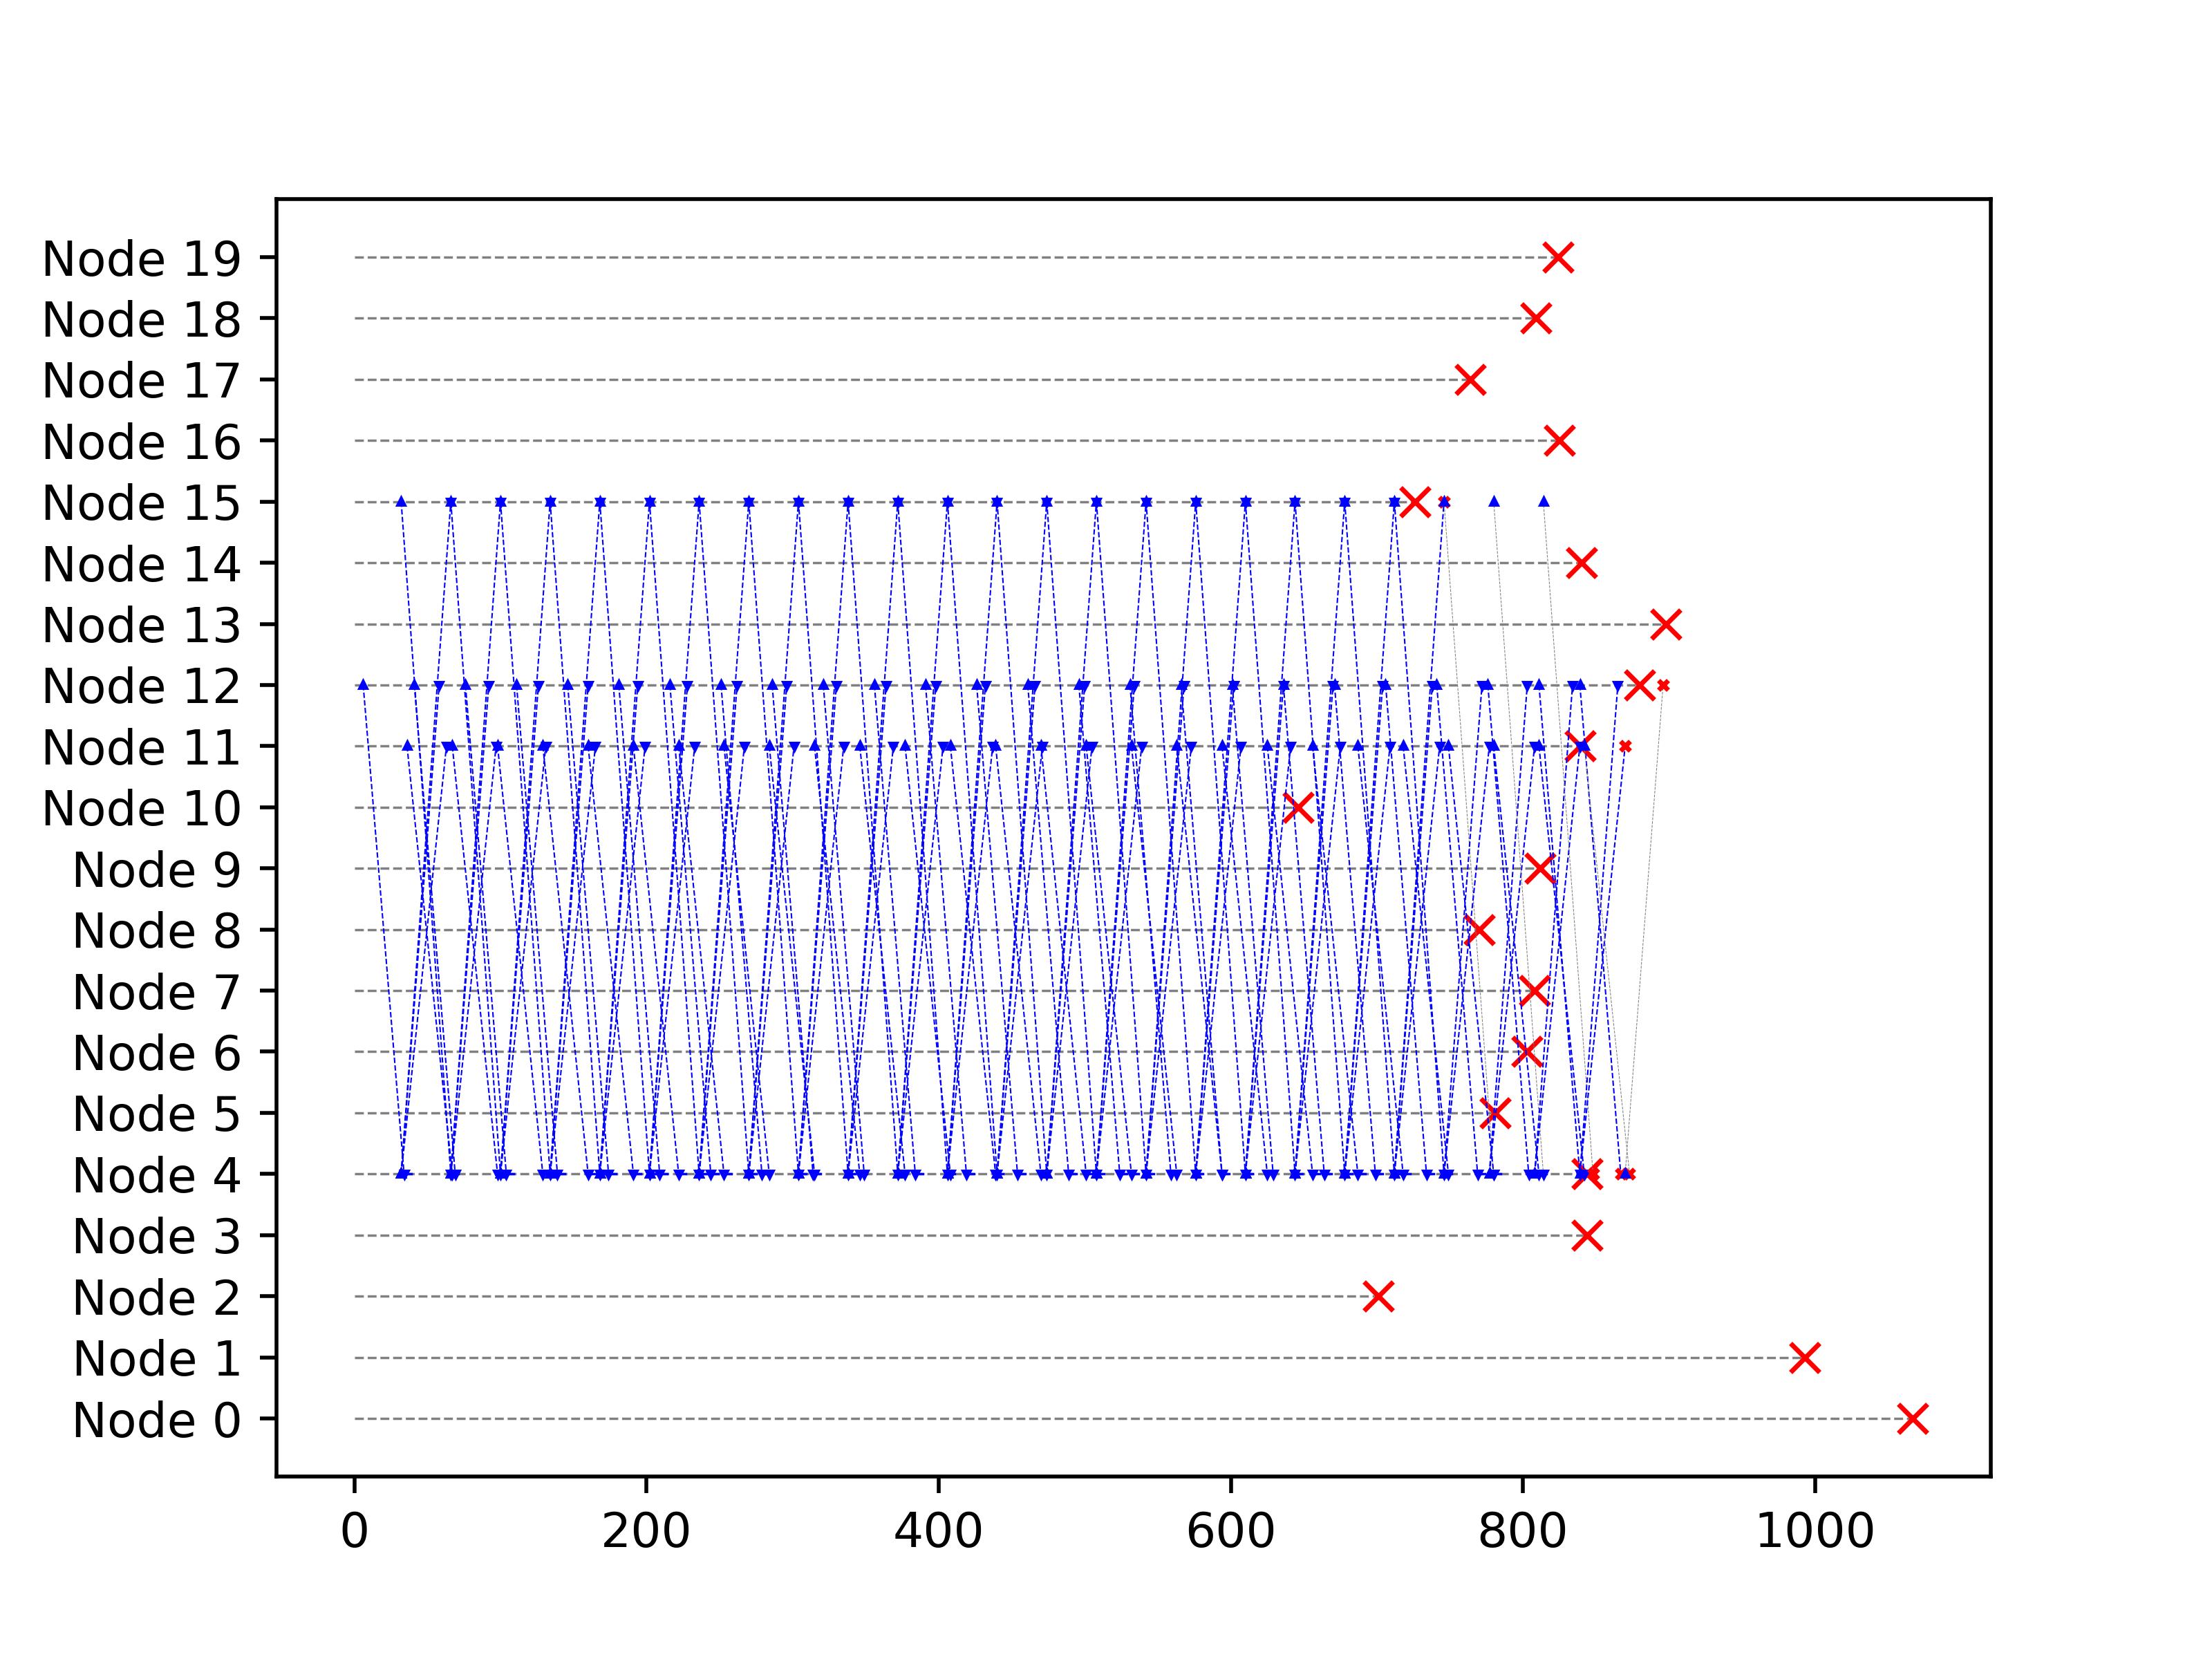 Node 19
Node 18
Node 17
Node 16
Node 15
Node 14
Node 13
Node 12
Node 11
Node 10
Node 9
Node 8
Node 7
Node 6
Node 5
Node 4
Node 3
Node 2
Node 1
Node 0
0 200 400 600 800 1000